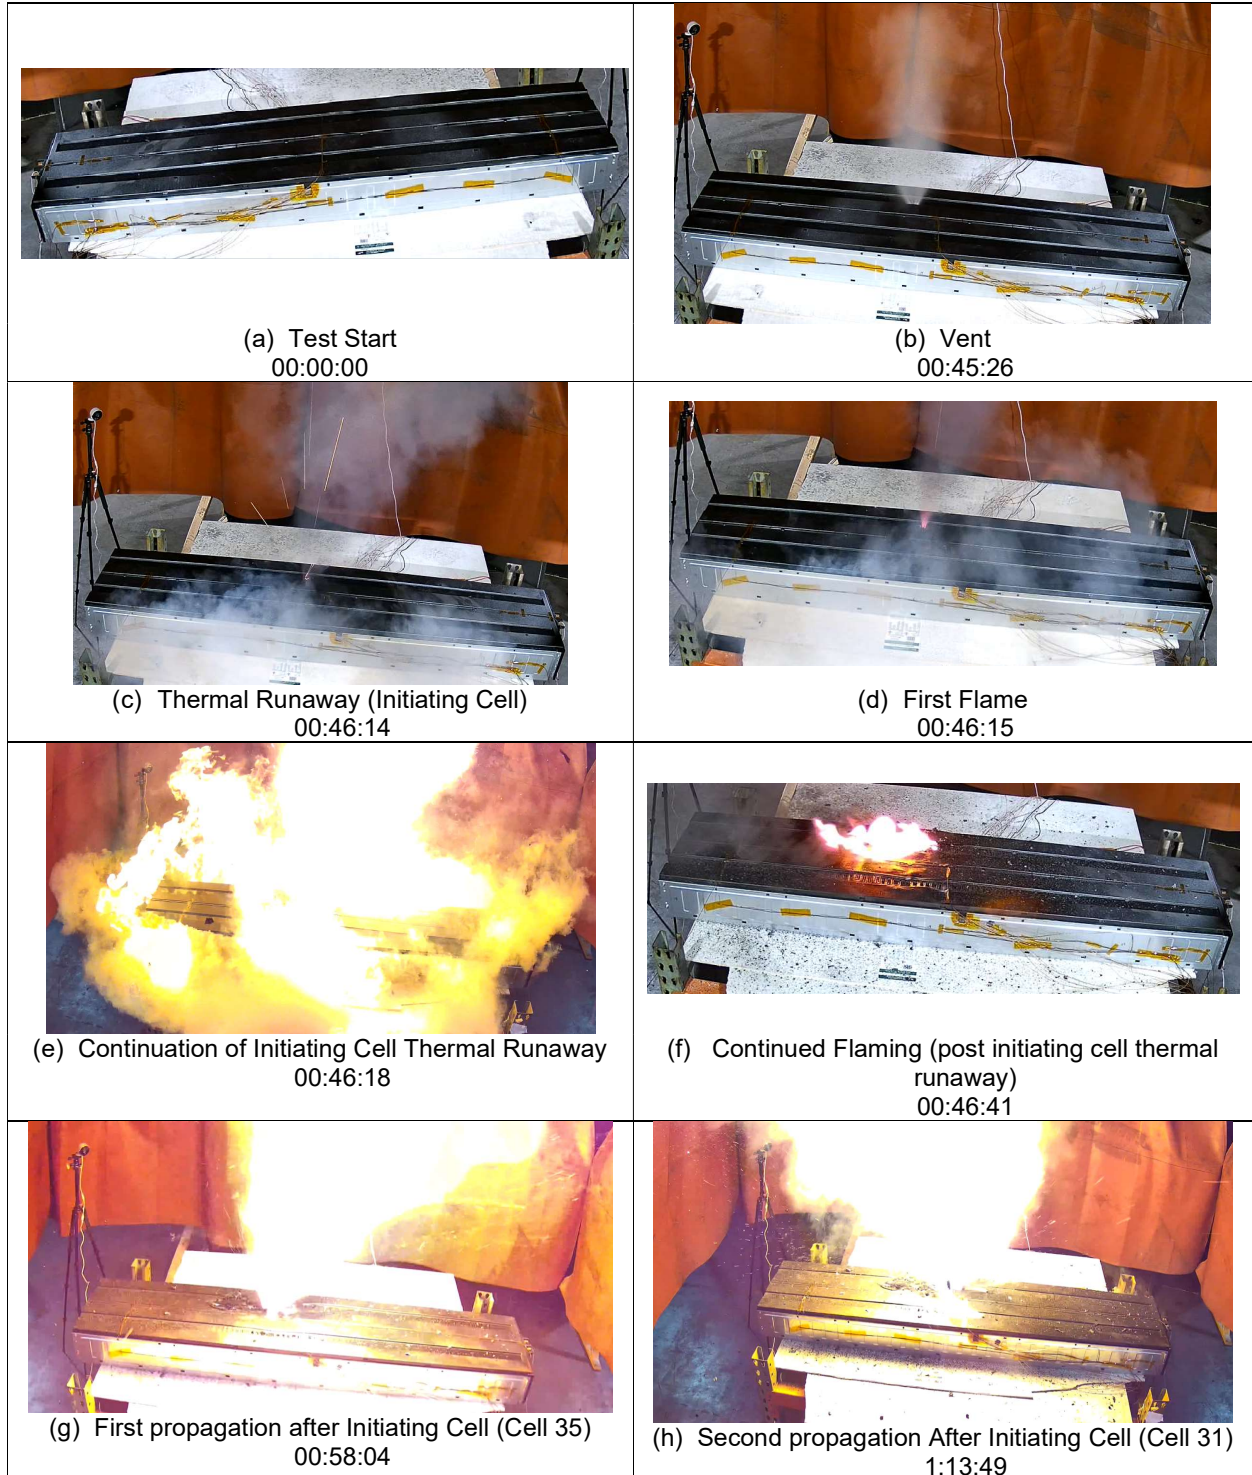 (a) Test Start
00:00:00
(b) Vent
00:45:26
(c) Thermal Runaway (Initiating Cell)
00:46:14
(d) First Flame
00:46:15
(e) Continuation of Initiating Cell Thermal Runaway
00:46:18
(f) Continued Flaming (post initiating cell thermal
runaway)
00:46:41
(g) First propagation after Initiating Cell (Cell 35)
00:58:04
(h) Second propagation After Initiating Cell (Cell 31)
1:13:49